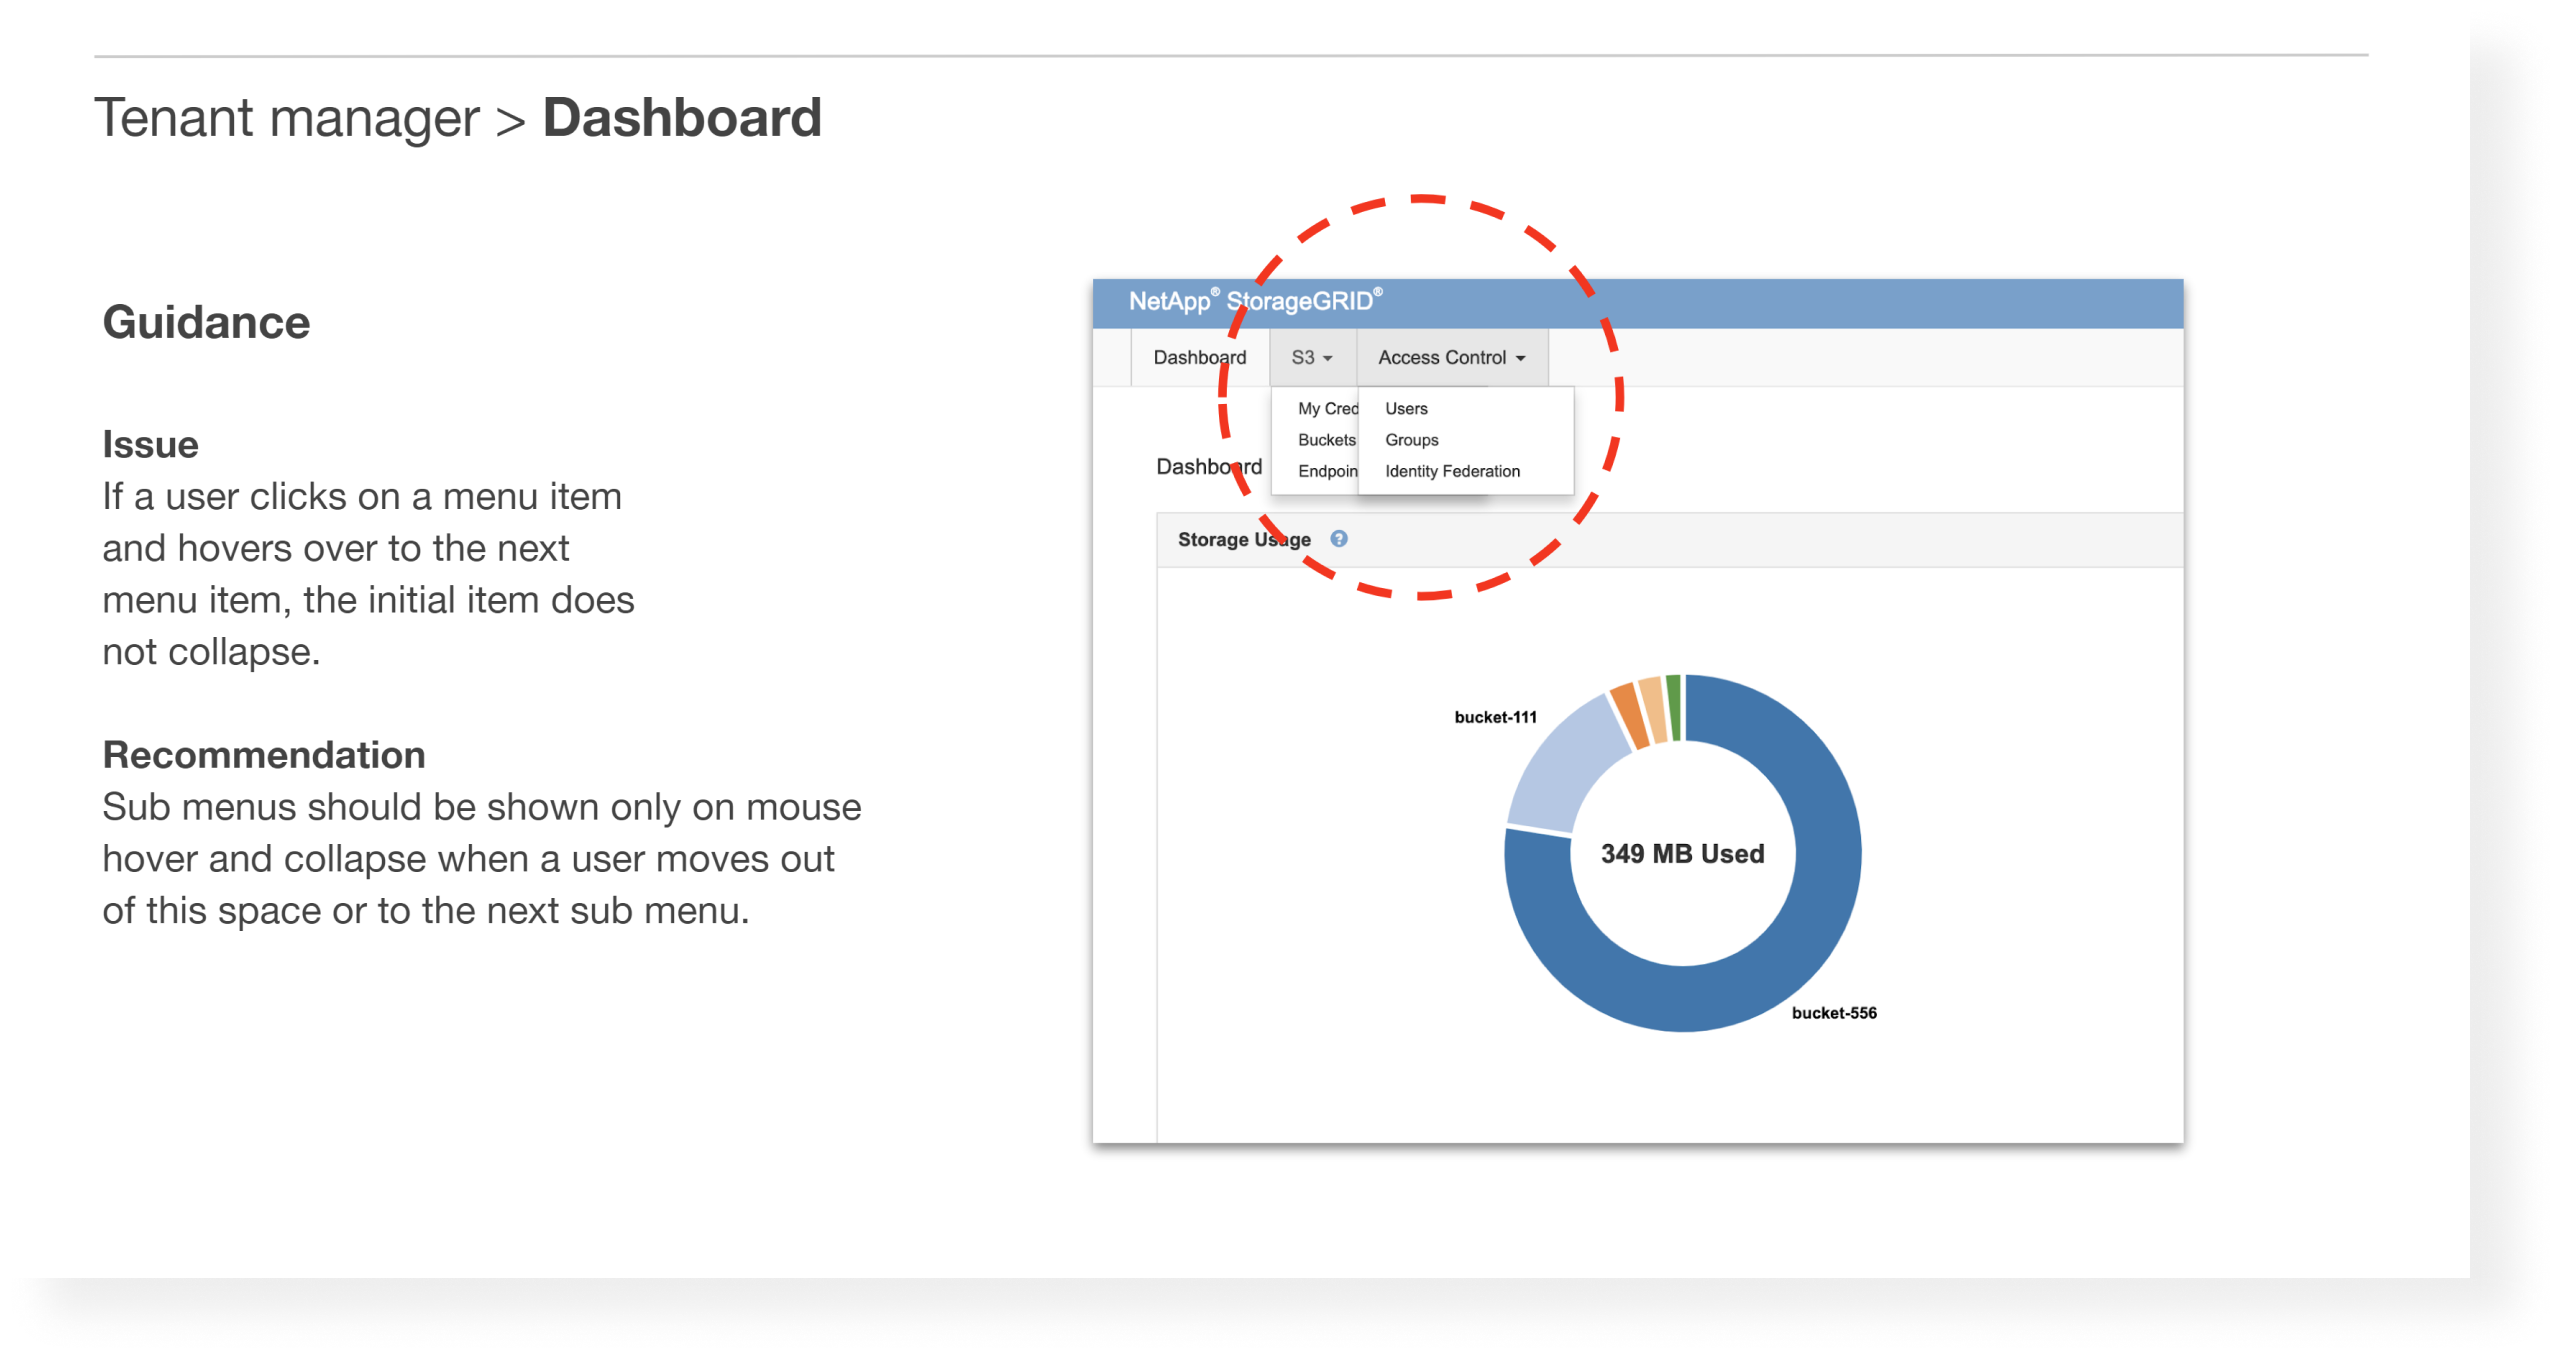 Tenant manager > Dashboard
Guidance
Issue
If a user clicks on a menu item
and hovers over to the next
menu item, the initial item does
not collapse.
Recommendation
Sub menus should be shown only on mouse
hover and collapse when a user moves out
of this space or to the next sub menu.
NetApp® StorageGRID®
Dashboard S3 Access Control
My Cred Users
Buckets Groups
Dashboard
Endpoin Identity Federation
Storage Usage ?
bucket-111
349 MB Used
bucket-556